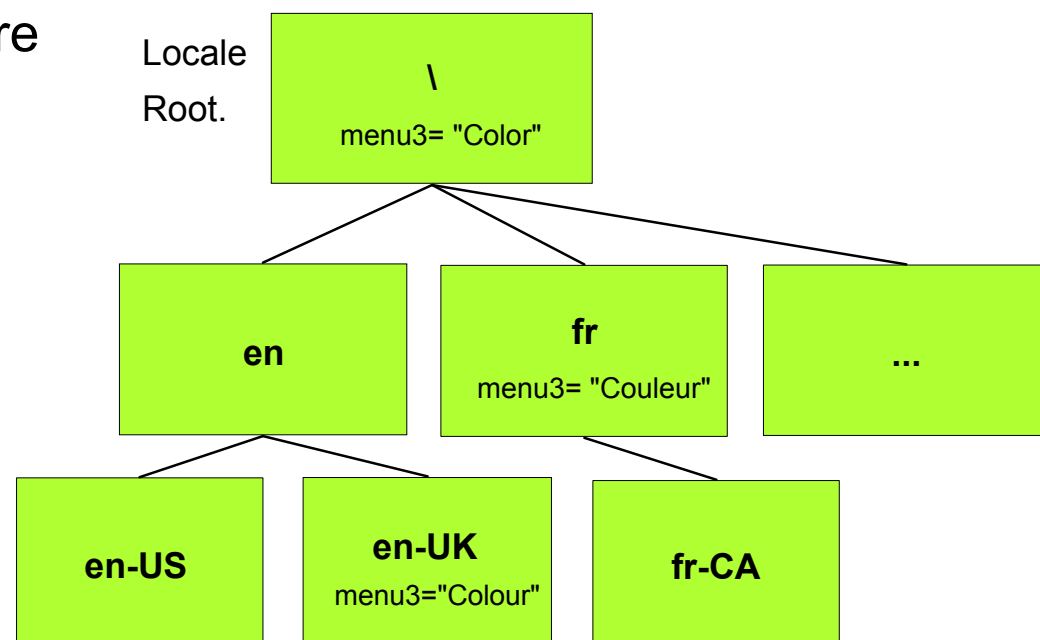 re
Locale
Root.
\
menu3= "Color"
en
fr
menu3= "Couleur"
...
en-US
en-UK
menu3="Colour"
fr-CA